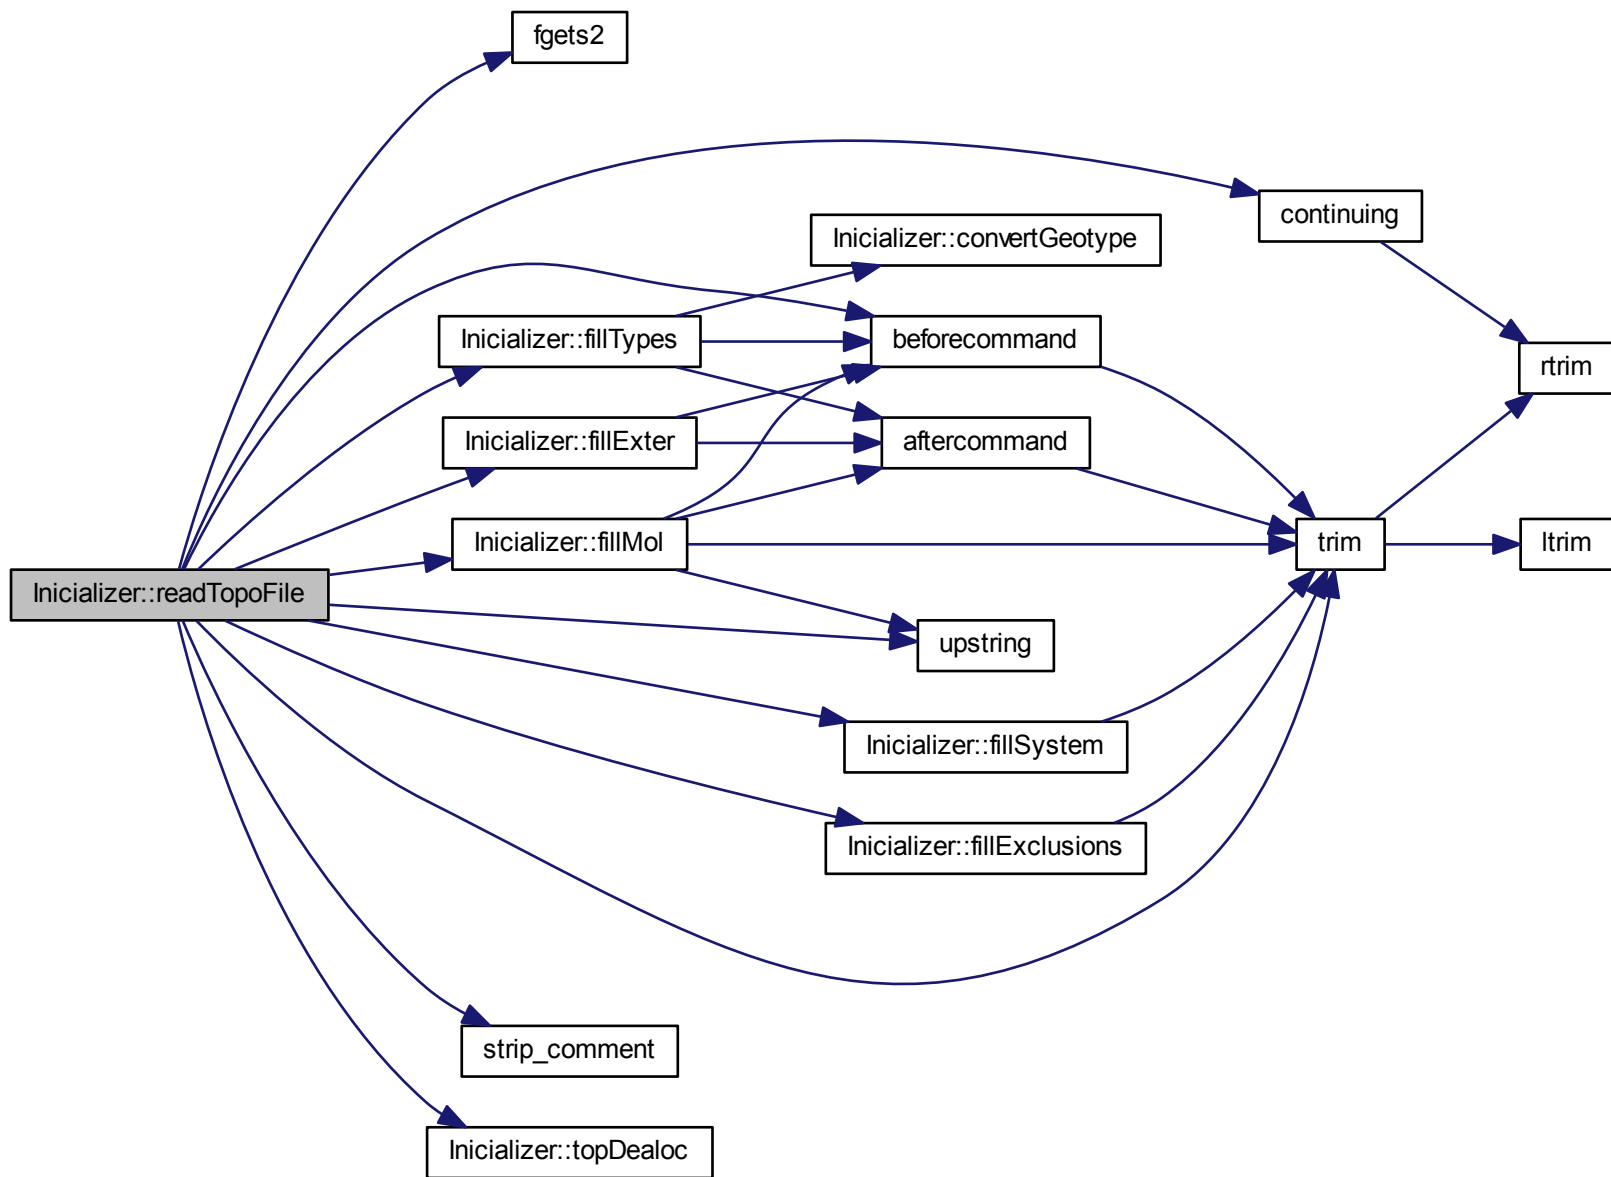 fgets2
continuing
Inicializer::convertGeotype
Inicializer::fillTypes
beforecommand
rtrim
Inicializer::fillExter
aftercommand
Inicializer::fillMol
trim
ltrim
Inicializer::readTopoFile
upstring
Inicializer::fillSystem
Inicializer::fillExclusions
strip_comment
Inicializer::topDealoc